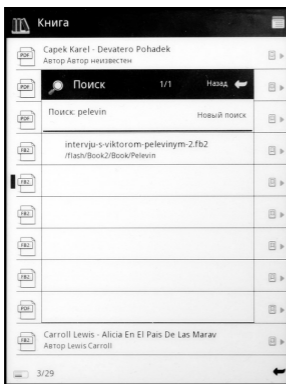 Книга
PDF Capek Karel - Devatero Pohadek
Автор Автор неизвестен
PDF
Поиск 1/1 Назад
PDF
Поиск: pelevin Новый поиск
FB2 intervju-s-viktorom-pelevinym-2.fb2
/flash/Book2/Book/Pelevin
FB2
FB2
FB2
FB2
PDF
FB2 Carroll Lewis - Alicia En El Pais De Las Marav
Автор Lewis Carroll
3/29